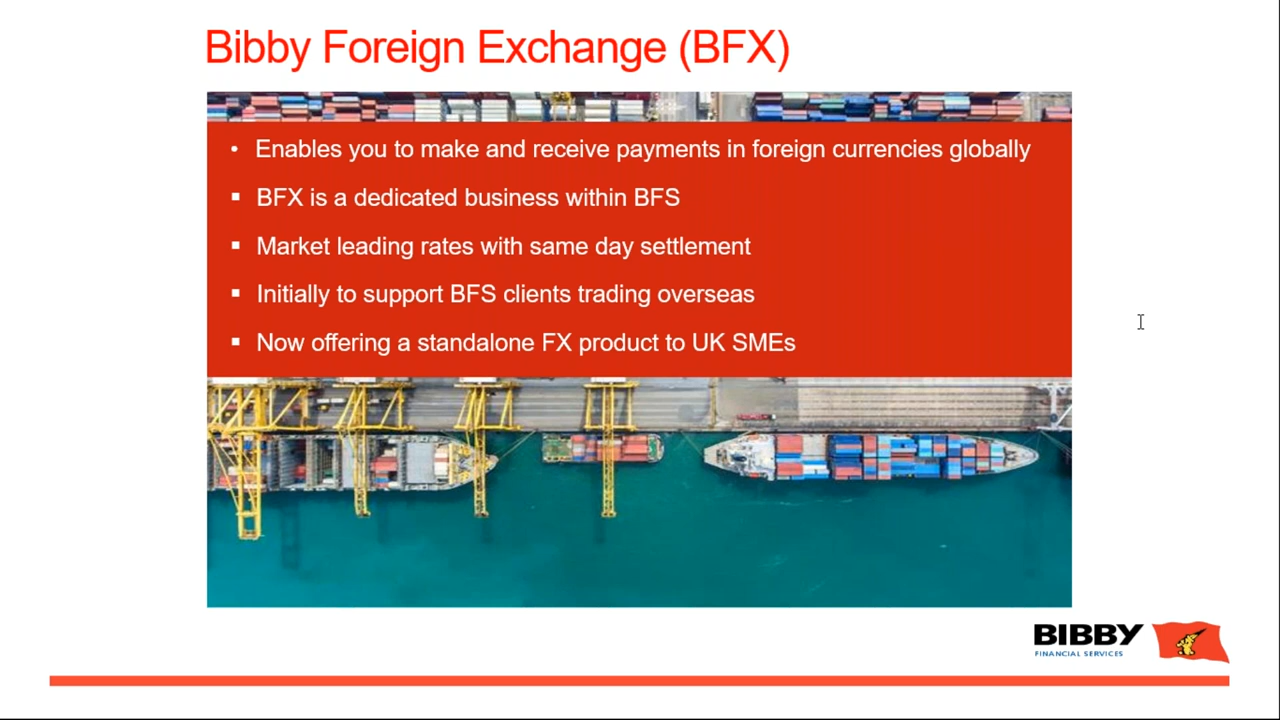 Bibby Foreign Exchange (BFX)
• Enables you to make and receive payments in foreign currencies globally
▪ BFX is a dedicated business within BFS
▪ Market leading rates with same day settlement
▪ Initially to support BFS clients trading overseas
▪ Now offering a standalone FX product to UK SMEs
BIBBY
FINANCIAL SERVICES